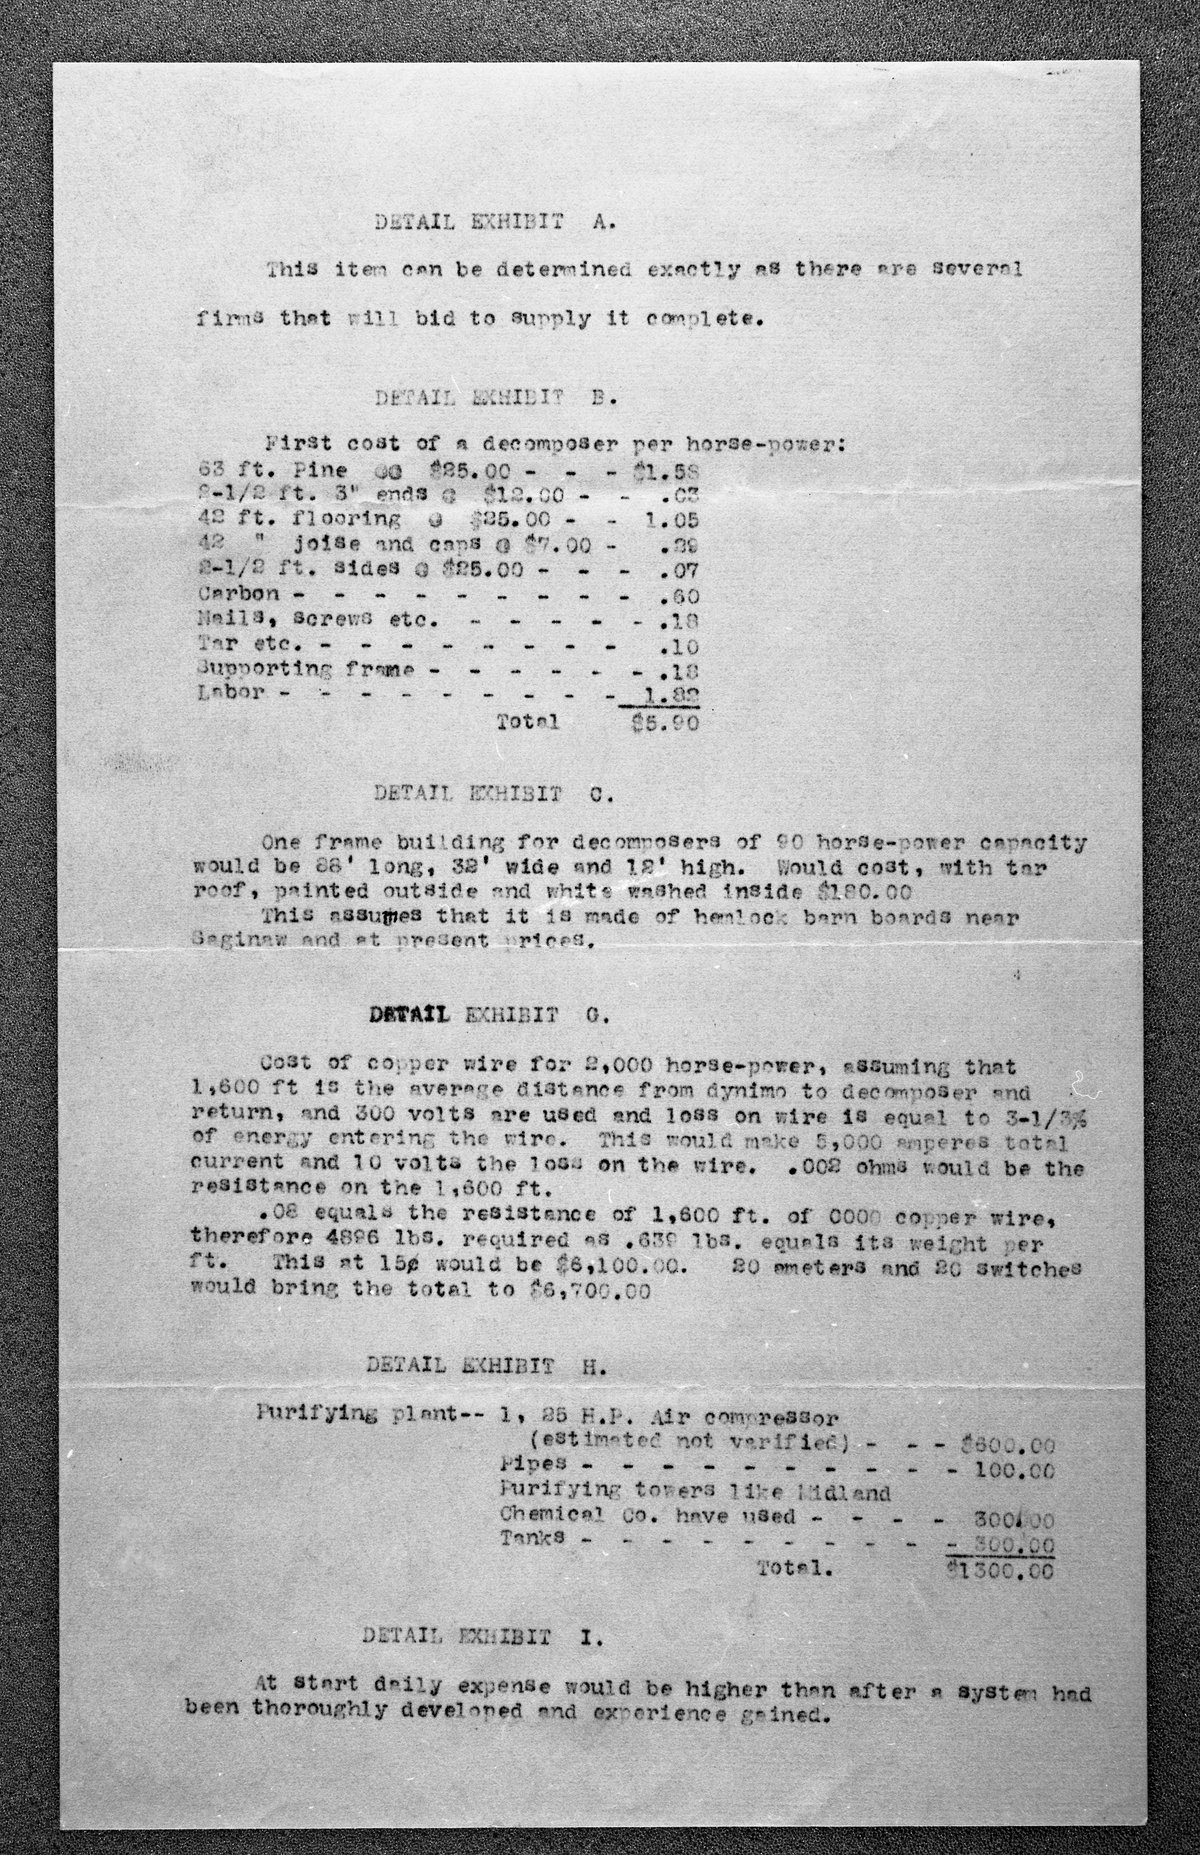 DETAIL EXHIBIT A.
This item can be determined exactly as there are several
firms that will bid to supply it complete.
DETAIL EXHIBIT B.
First cost of a decomposer per horse-power:
63 ft. Pine @@ $25.00 - - - $1.58
2-1/2 ft. 3" ends @ $12.00 - - .03
42 ft. flooring @ $25.00 - - 1.05
42 " joise and caps @ $7.00 - .29
2-1/2 ft. sides @ $25.00 - - - .07
Carbon - - - - - - - - - .60
Nails, screws etc. - - - - - .18
Tar etc. - - - - - - - - .10
Supporting frame - - - - - - .18
Labor - - - - - - - - - 1.82
Total $5.90
DETAIL EXHIBIT C.
One frame building for decomposers of 90 horse-power capacity
would be 88' long, 32' wide and 12' high. Would cost, with tar
roof, painted outside and white washed inside $180.00
This assumes that it is made of hemlock barn boards near
Saginaw and at present prices.
DETAIL EXHIBIT G.
Cost of copper wire for 2,000 horse-power, assuming that
1,600 ft is the average distance from dynimo to decomposer and
return, and 300 volts are used and loss on wire is equal to 3-1/3%
of energy entering the wire. This would make 5,000 amperes total
current and 10 volts the loss on the wire. .002 ohms would be the
resistance on the 1,600 ft.
.08 equals the resistance of 1,600 ft. of 0000 copper wire,
therefore 4896 lbs. required as .639 lbs. equals its weight per
ft. This at 15¢ would be $6,100.00. 20 ameters and 20 switches
would bring the total to $6,700.00
DETAIL EXHIBIT H.
Purifying plant-- 1, 25 H.P. Air compressor
(estimated not varified) - - - $600.00
Pipes - - - - - - - - - - 100.00
Purifying towers like Midland
Chemical Co. have used - - - - 300.00
Tanks - - - - - - - - - - 300.00
Total. $1300.00
DETAIL EXHIBIT I.
At start daily expense would be higher than after a system had
been thoroughly developed and experience gained.